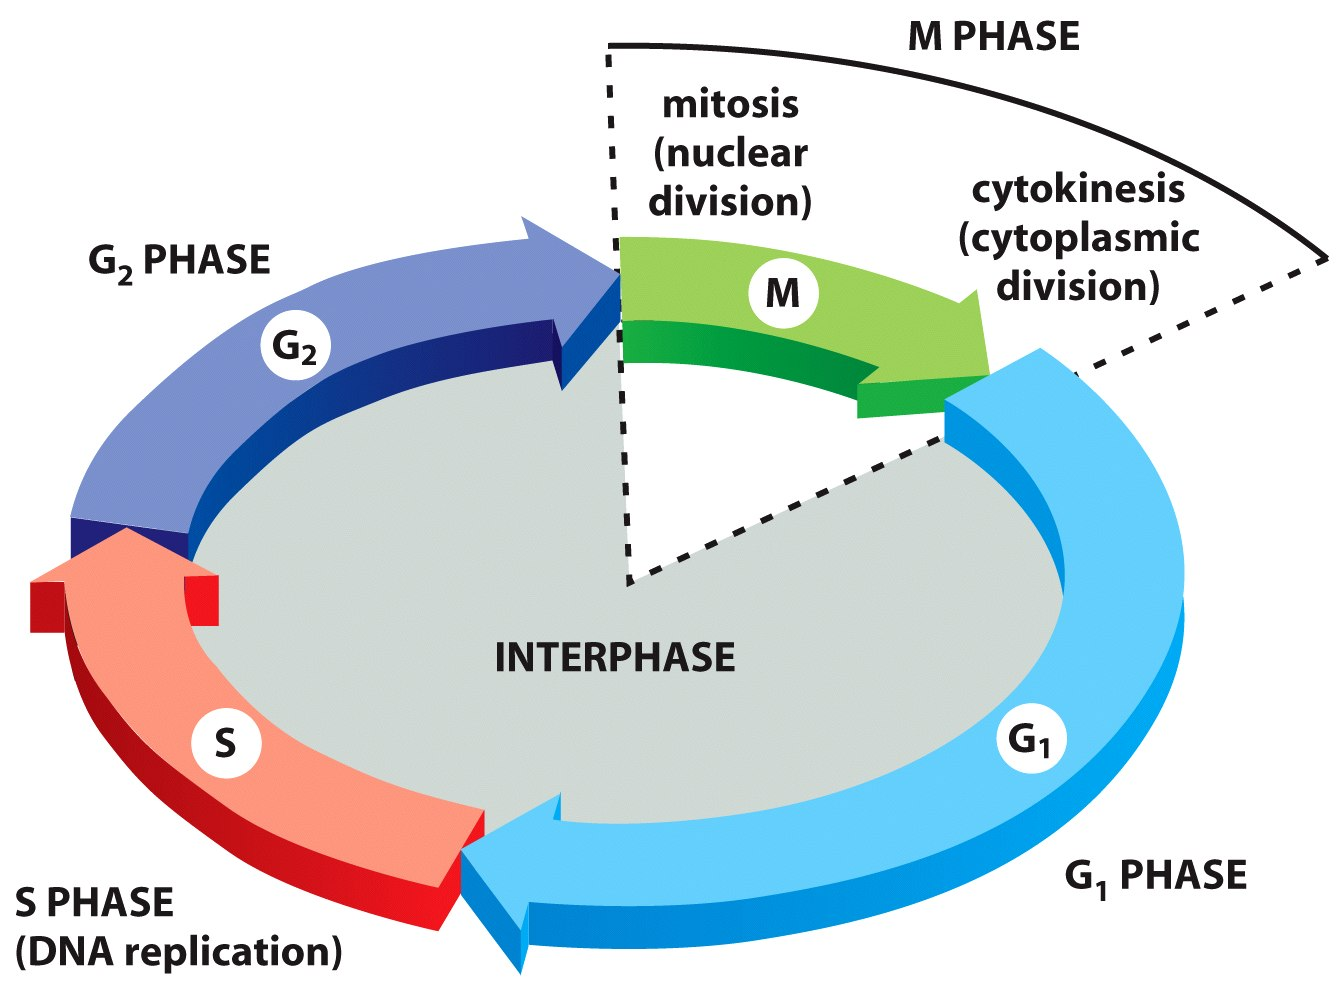 M PHASE
mitosis
(nuclear
division)
cytokinesis
(cytoplasmic
division)
G₂ PHASE
M
G₂
INTERPHASE
S
G₁
G₁ PHASE
S PHASE
(DNA replication)